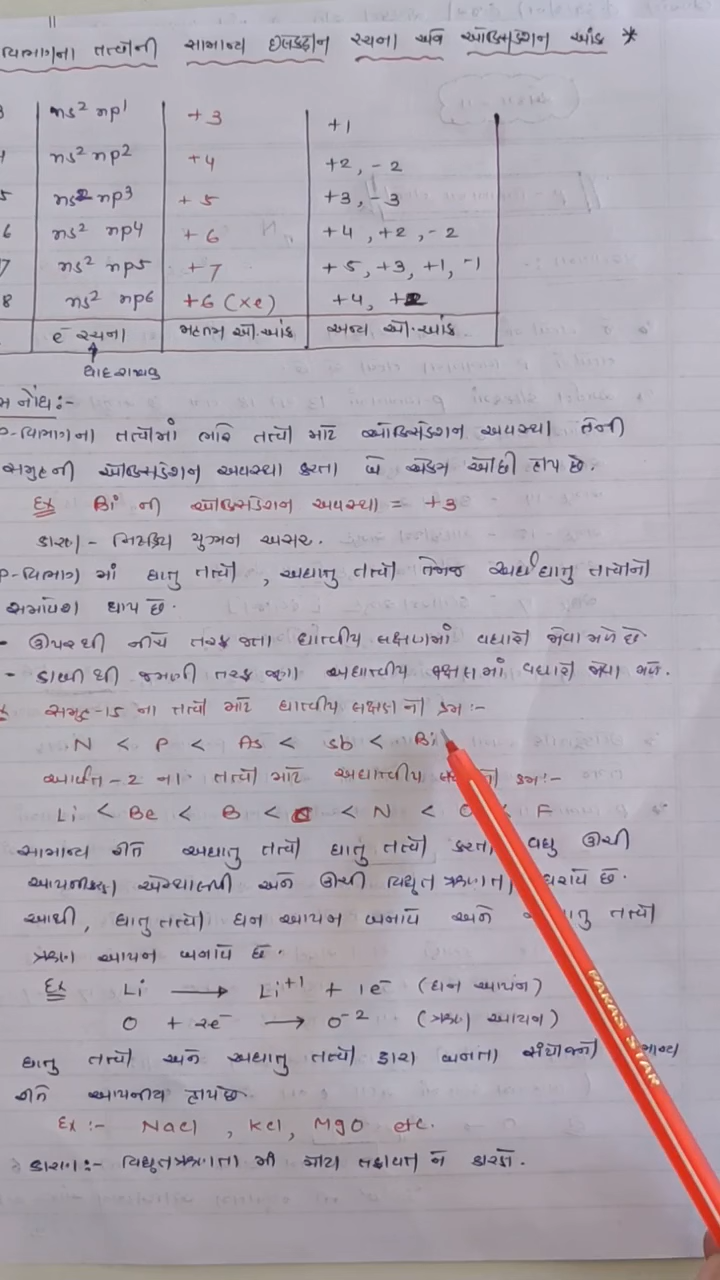 વિભાગના તત્વોની સામાન્ય ઇલેક્ટ્રોન રચના અને ઓક્સિડેશન આંક *
3 ns² np1 +3 +1
4 ns² np2 +4 +2, -2
5 ns2 np3 +5 +3, -3
6 ns² np4 +6 +4, +2, -2
7 ns² np5 +7 +5, +3, +1, -1
8 ns² np6 +6 (xe) +4, +2
e⁻ રચના મહત્તમ ઓ.આંક અન્ય ઓ.આંક
યાદ રાખવુ
નોંધ:-
P-વિભાગના તત્વોમાં ભારે તત્વો માટે ઓક્સિડેશન અવસ્થા તેની
સમુહની ઓક્સિડેશન અવસ્થા કરતા બે એકમ ઓછી હોય છે.
Ex Bi ની ઓક્સિડેશન અવસ્થા = +3
કારણ - નિષ્ક્રિય યુગ્મન અસર.
P-વિભાગ માં ધાતુ તત્વો, અધાતુ તત્વો તેમજ અર્ધધાતુ તત્વોનો
સમાવેશ થાય છે.
- ઉપરથી નીચે તરફ જતા ધાત્વીય લક્ષણમાં વધારો જોવા મળે છે
- ડાબી થી જમણી તરફ જતા અધાત્વીય લક્ષણમાં વધારો જોવા મળે.
સમુહ-15 ના તત્વો માટે ધાત્વીય લક્ષણ નો ક્રમ:-
N < P < As < Sb < Bi
આવર્ત-2 ના તત્વો માટે અધાત્વીય ક્રમ:-
Li < Be < B < C < N < O < F
સામાન્ય રીતે અધાતુ તત્વો ધાતુ તત્વો કરતા વધુ ઊંચી
આયનીકરણ એન્થાલ્પી અને ઊંચી વિદ્યુત ઋણતા ધરાવે છે.
આથી, ધાતુ તત્વો ધન આયન બનાવે અને તત્વો
ઋણ આયન બનાવે છે.
Ex Li ⟶ Li⁺¹ + 1e⁻ (ધન આયન)
O + 2e⁻ ⟶ O⁻² (ઋણ આયન)
ધાતુ તત્વો અને અધાતુ તત્વો દ્વારા બનતા સંયોજનો
રીતે આયનીય હોય છે.
Ex:- NaCl, KCl, MgO etc.
કારણ:- વિદ્યુતઋણતા ની મોટા તફાવત ને કારણે.
PARAS STAR